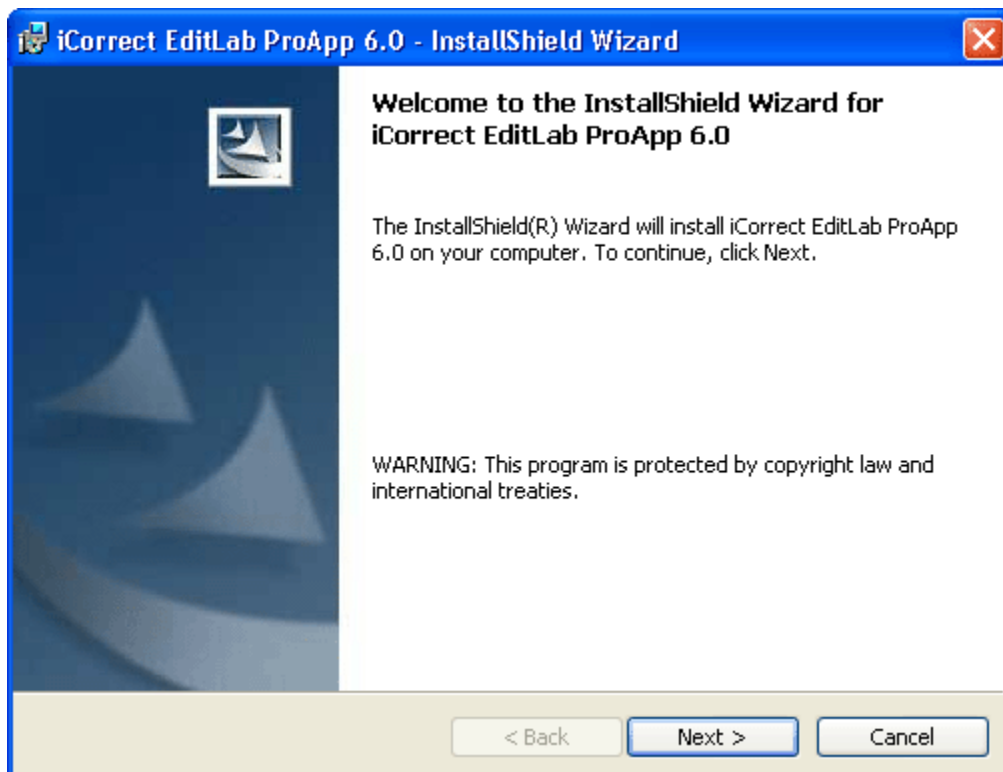 iCorrect EditLab ProApp 6.0 - InstallShield Wizard
Welcome to the InstallShield Wizard for
iCorrect EditLab ProApp 6.0
The InstallShield(R) Wizard will install iCorrect EditLab ProApp
6.0 on your computer. To continue, click Next.
WARNING: This program is protected by copyright law and
international treaties.
< Back
Next >
Cancel